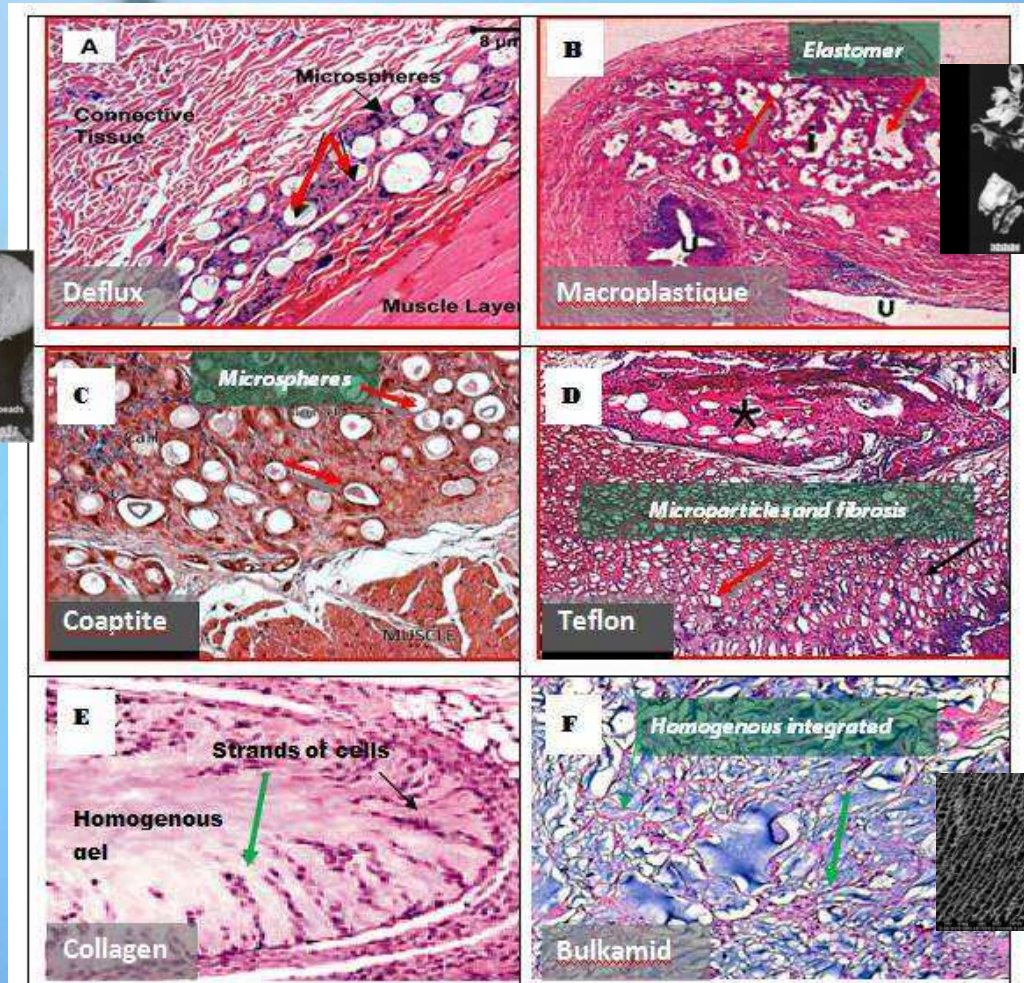 A
8 µm
Microspheres
Connective
Tissue
Deflux
Muscle Layer
B
Elastomer
i
U
U
Macroplastique
beads
C
Microspheres
MUSCLE
Coaptite
D
*
Microparticles and fibrosis
Teflon
E
Strands of cells
Homogenous
gel
Collagen
F
Homogenous integrated
Bulkamid